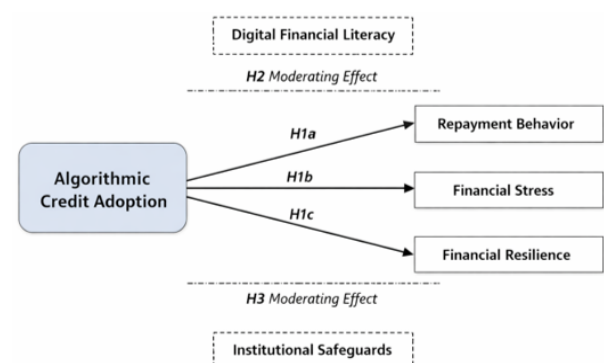 Digital Financial Literacy
H2 Moderating Effect
H1a
Repayment Behavior
Algorithmic
Credit Adoption
H1b
Financial Stress
H1c
Financial Resilience
H3 Moderating Effect
Institutional Safeguards